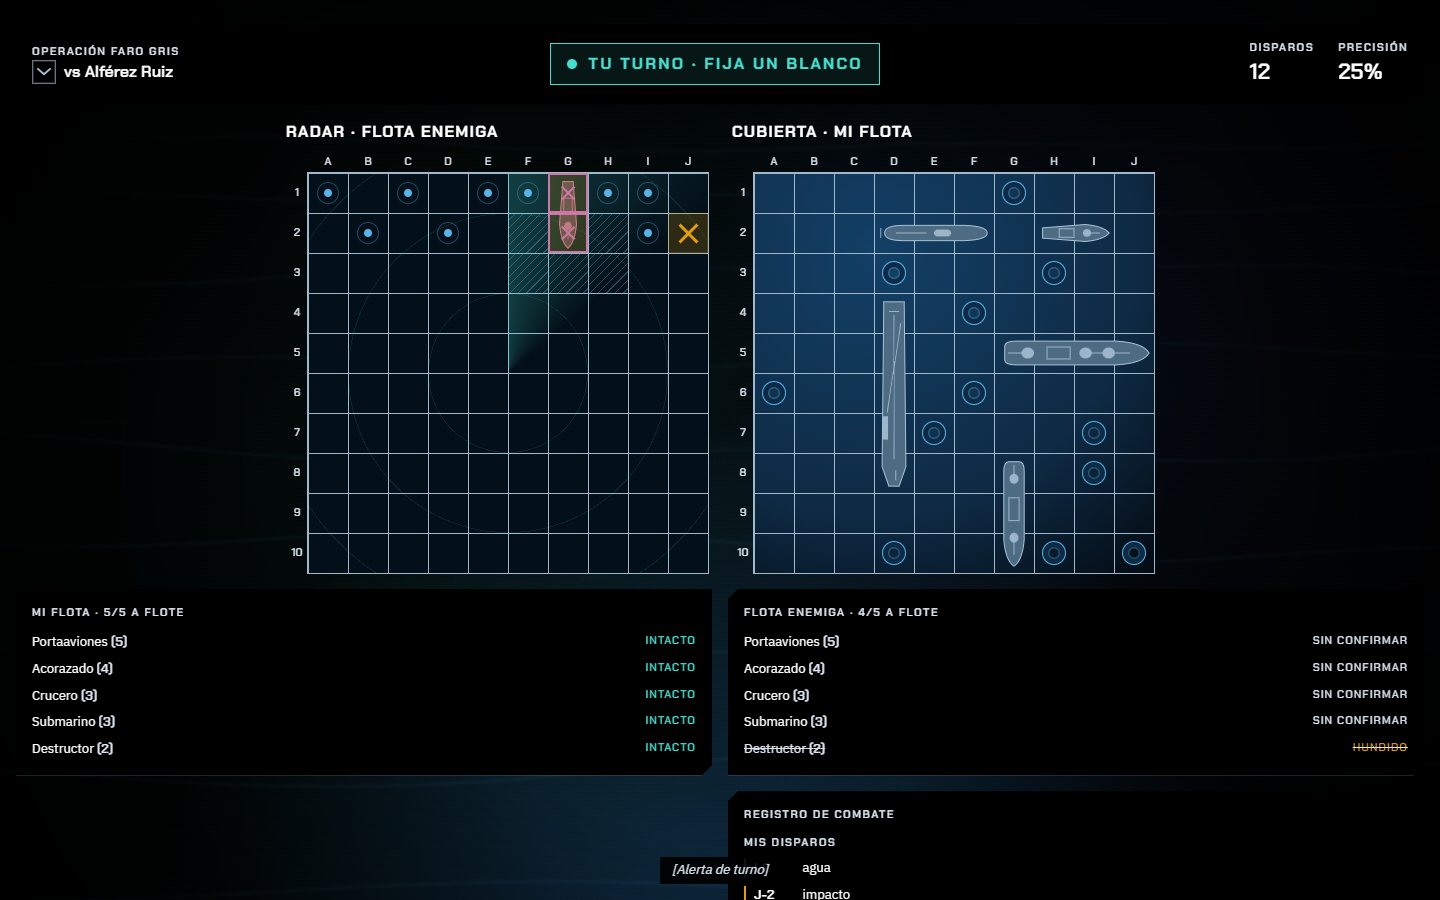 OPERACIÓN FARO GRIS
vs Alférez Ruiz
TU TURNO · FIJA UN BLANCO
DISPAROS
12
PRECISIÓN
25%
RADAR · FLOTA ENEMIGA
A B C D E F G H I J
1
2
3
4
5
6
7
8
9
10
CUBIERTA · MI FLOTA
A B C D E F G H I J
1
2
3
4
5
6
7
8
9
10
MI FLOTA · 5/5 A FLOTE
Portaaviones (5) INTACTO
Acorazado (4) INTACTO
Crucero (3) INTACTO
Submarino (3) INTACTO
Destructor (2) INTACTO
FLOTA ENEMIGA · 4/5 A FLOTE
Portaaviones (5) SIN CONFIRMAR
Acorazado (4) SIN CONFIRMAR
Crucero (3) SIN CONFIRMAR
Submarino (3) SIN CONFIRMAR
Destructor (2) HUNDIDO
REGISTRO DE COMBATE
MIS DISPAROS
agua
[Alerta de turno]
J-2 impacto